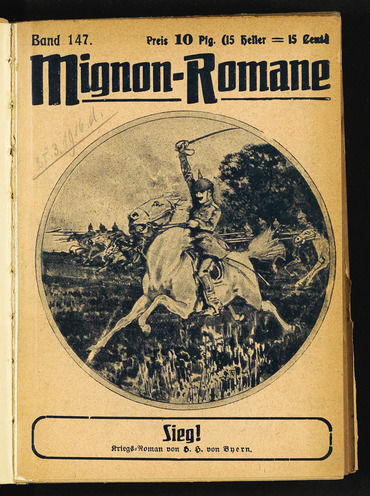 Band 147.
Preis 10 Pfg. (15 Heller = 15 Cents)
Mignon-Romane
Sieg!
Kriegs-Roman von H. H. von Byern.